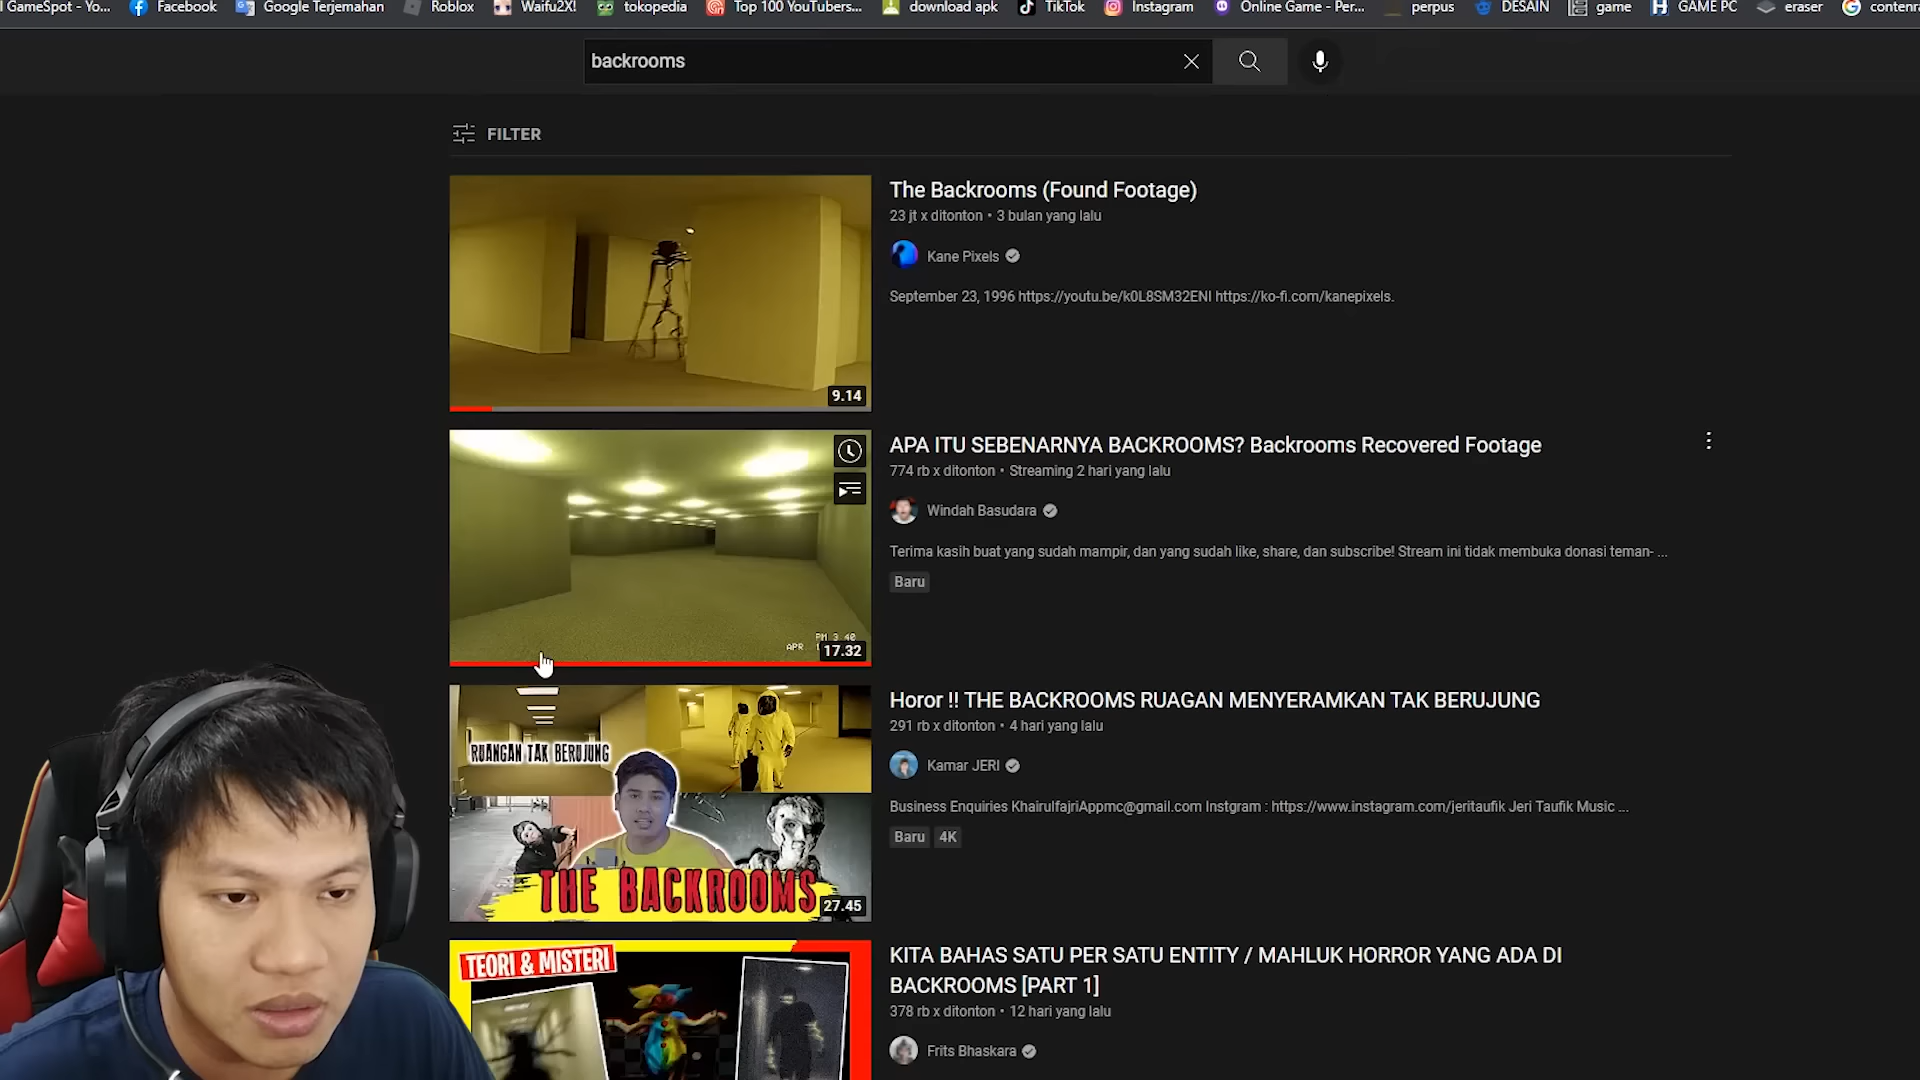 GameSpot - Yo... Facebook Google Terjemahan Roblox Waifu2X! tokopedia Top 100 YouTubers... download apk TikTok Instagram Online Game - Per... perpus DESAIN game GAME PC eraser contenra
backrooms
FILTER
The Backrooms (Found Footage)
23 jt x ditonton • 3 bulan yang lalu
Kane Pixels
September 23, 1996 https://youtu.be/k0L8SM32ENI https://ko-fi.com/kanepixels.
9.14
APA ITU SEBENARNYA BACKROOMS? Backrooms Recovered Footage
774 rb x ditonton • Streaming 2 hari yang lalu
Windah Basudara
Terima kasih buat yang sudah mampir, dan yang sudah like, share, dan subscribe! Stream ini tidak membuka donasi teman- ...
Baru
PM 3 40
APR
17.32
Horor !! THE BACKROOMS RUAGAN MENYERAMKAN TAK BERUJUNG
291 rb x ditonton • 4 hari yang lalu
RUANGAN TAK BERUJUNG
Kamar JERI
Business Enquiries KhairulfajriAppmc@gmail.com Instgram : https://www.instagram.com/jeritaufik Jeri Taufik Music ...
Baru 4K
THE BACKROOMS
27.45
KITA BAHAS SATU PER SATU ENTITY / MAHLUK HORROR YANG ADA DI
BACKROOMS [PART 1]
378 rb x ditonton • 12 hari yang lalu
TEORI & MISTERI
Frits Bhaskara